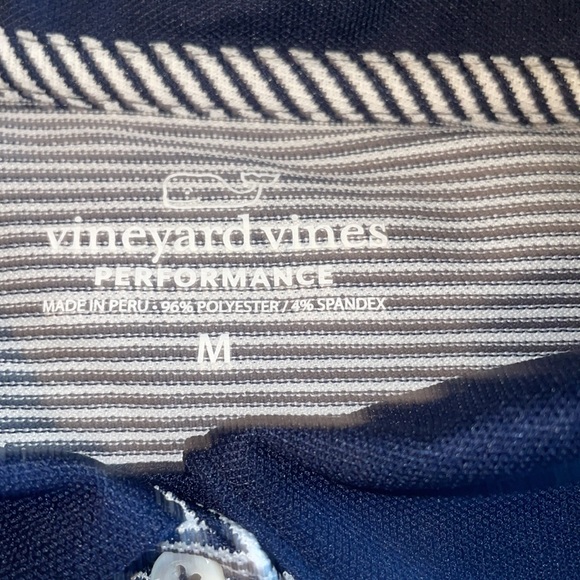 vineyard vines
PERFORMANCE
MADE IN PERU - 96% POLYESTER / 4% SPANDEX
M